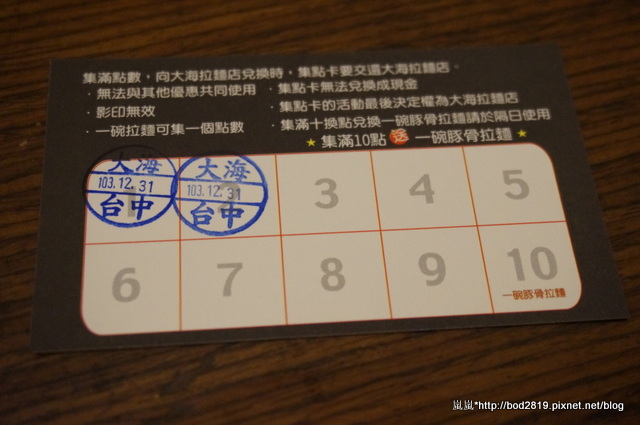 集滿點數，向大海拉麵店兌換時，集點卡要交還大海拉麵店。
·無法與其他優惠共同使用
·影印無效
·一碗拉麵可集一個點數
·集點卡無法兌換成現金
·集點卡的活動最後決定權為大海拉麵店
·集滿十換點兌換一碗豚骨拉麵請於隔日使用
★ 集滿10點 送 一碗豚骨拉麵 ★
大海
103.12.31
台中
大海
103.12.31
台中
1 2 3 4 5
6 7 8 9 10
一碗豚骨拉麵
嵐嵐*http://bod2819.pixnet.net/blog